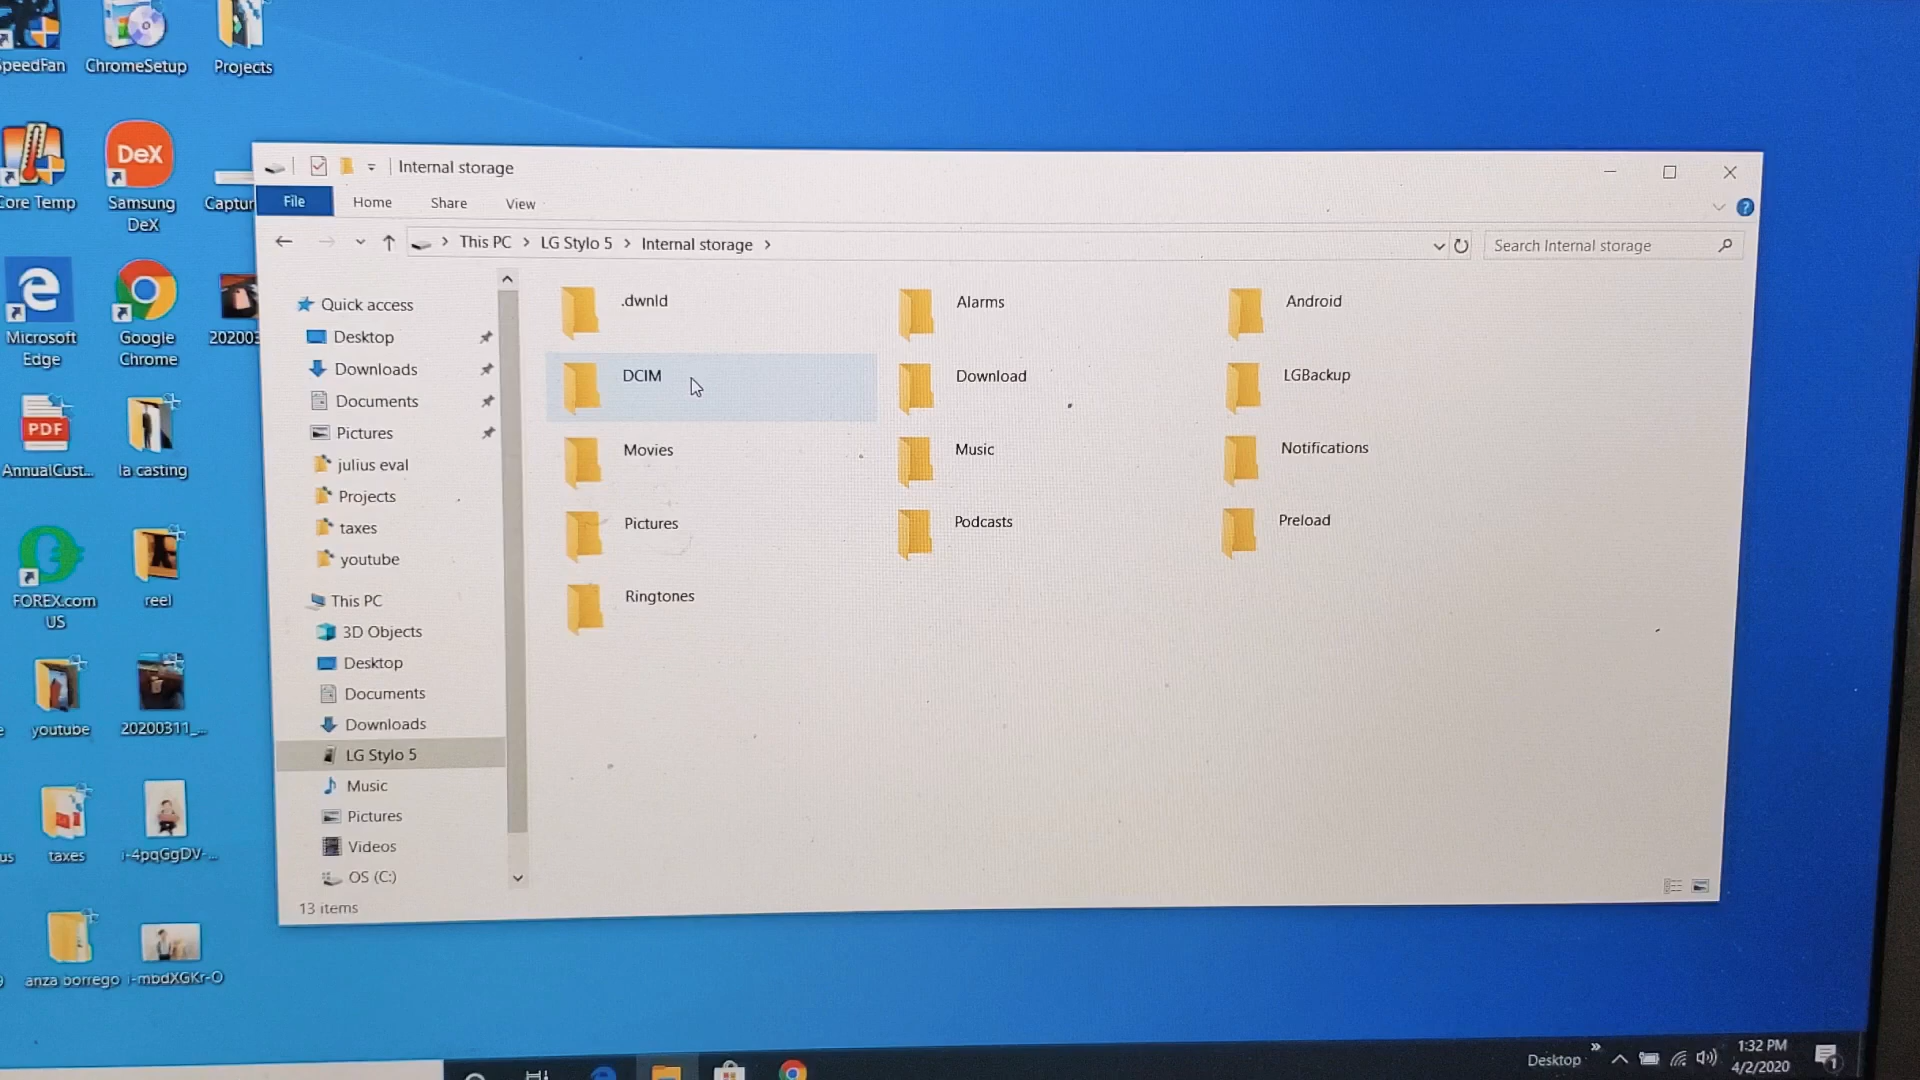 SpeedFan
ChromeSetup
Projects
Core Temp
DeX
Samsung
DeX
Captur
Microsoft
Edge
Google
Chrome
20200
PDF
AnnualCust...
la casting
FOREX.com
US
reel
youtube
20200311_...
taxes
i-4pqGgDV-...
anza borrego
i-mbdXGKr-O
Internal storage
File
Home
Share
View
?
This PC > LG Stylo 5 > Internal storage >
Search Internal storage
Quick access
Desktop
Downloads
Documents
Pictures
julius eval
Projects
taxes
youtube
This PC
3D Objects
Desktop
Documents
Downloads
LG Stylo 5
Music
Pictures
Videos
OS (C:)
13 items
.dwnld
Alarms
Android
DCIM
Download
LGBackup
Movies
Music
Notifications
Pictures
Podcasts
Preload
Ringtones
Desktop
1:32 PM
4/2/2020
1